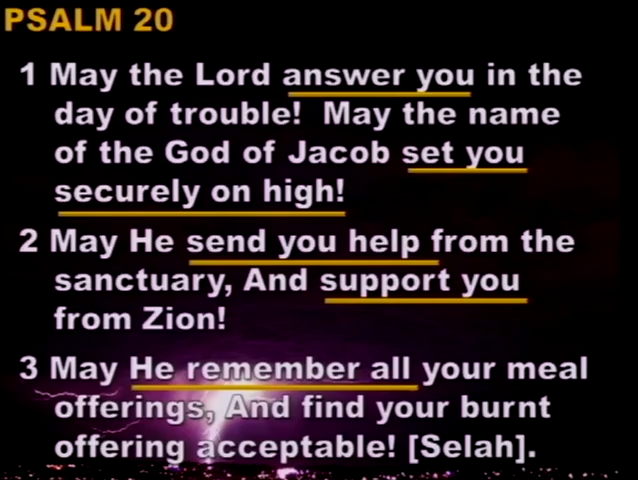 PSALM 20
1 May the Lord answer you in the
day of trouble!  May the name
of the God of Jacob set you
securely on high!
2 May He send you help from the
sanctuary, And support you
from Zion!
3 May He remember all your meal
offerings, And find your burnt
offering acceptable! [Selah].